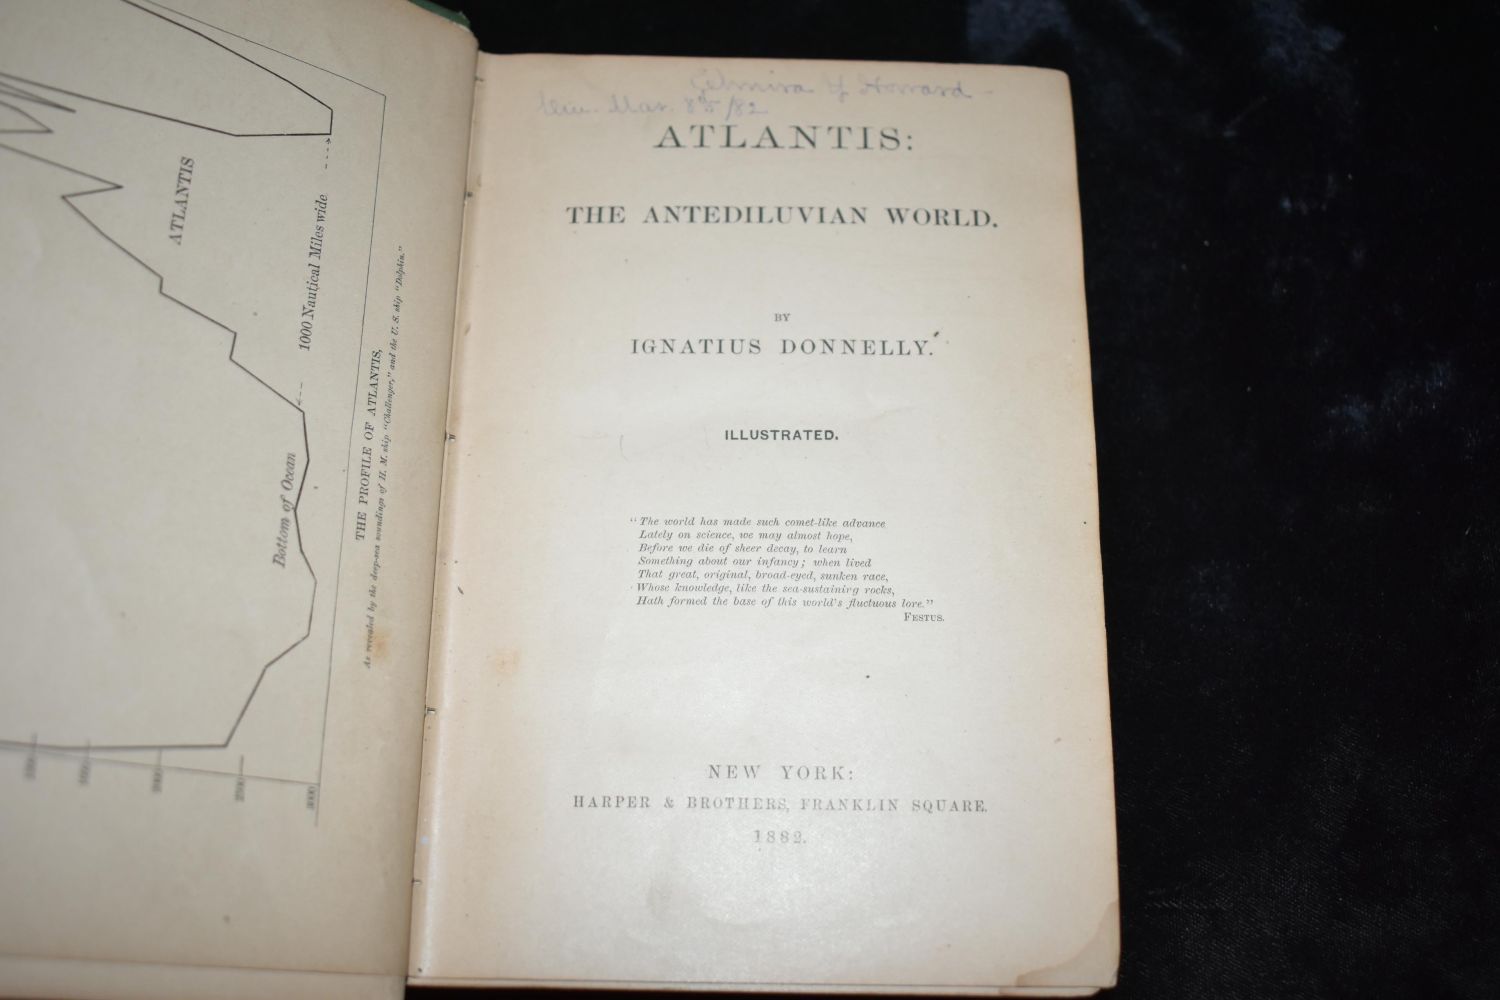 ATLANTIS
1000 Nautical Miles wide
Bottom of Ocean
3000
THE PROFILE OF ATLANTIS,
As revealed by the deep-sea soundings of H. M. ship "Challenger," and the U. S. ship "Dolphin."
Elmira Y Howard
Mar. 8th/82
ATLANTIS:
THE ANTEDILUVIAN WORLD.
BY
IGNATIUS DONNELLY.
ILLUSTRATED.
"The world has made such comet-like advance
Lately on science, we may almost hope,
Before we die of sheer decay, to learn
Something about our infancy; when lived
That great, original, broad-eyed, sunken race,
Whose knowledge, like the sea-sustaining rocks,
Hath formed the base of this world's fluctuous lore."
FESTUS.
NEW YORK:
HARPER & BROTHERS, FRANKLIN SQUARE.
1882.